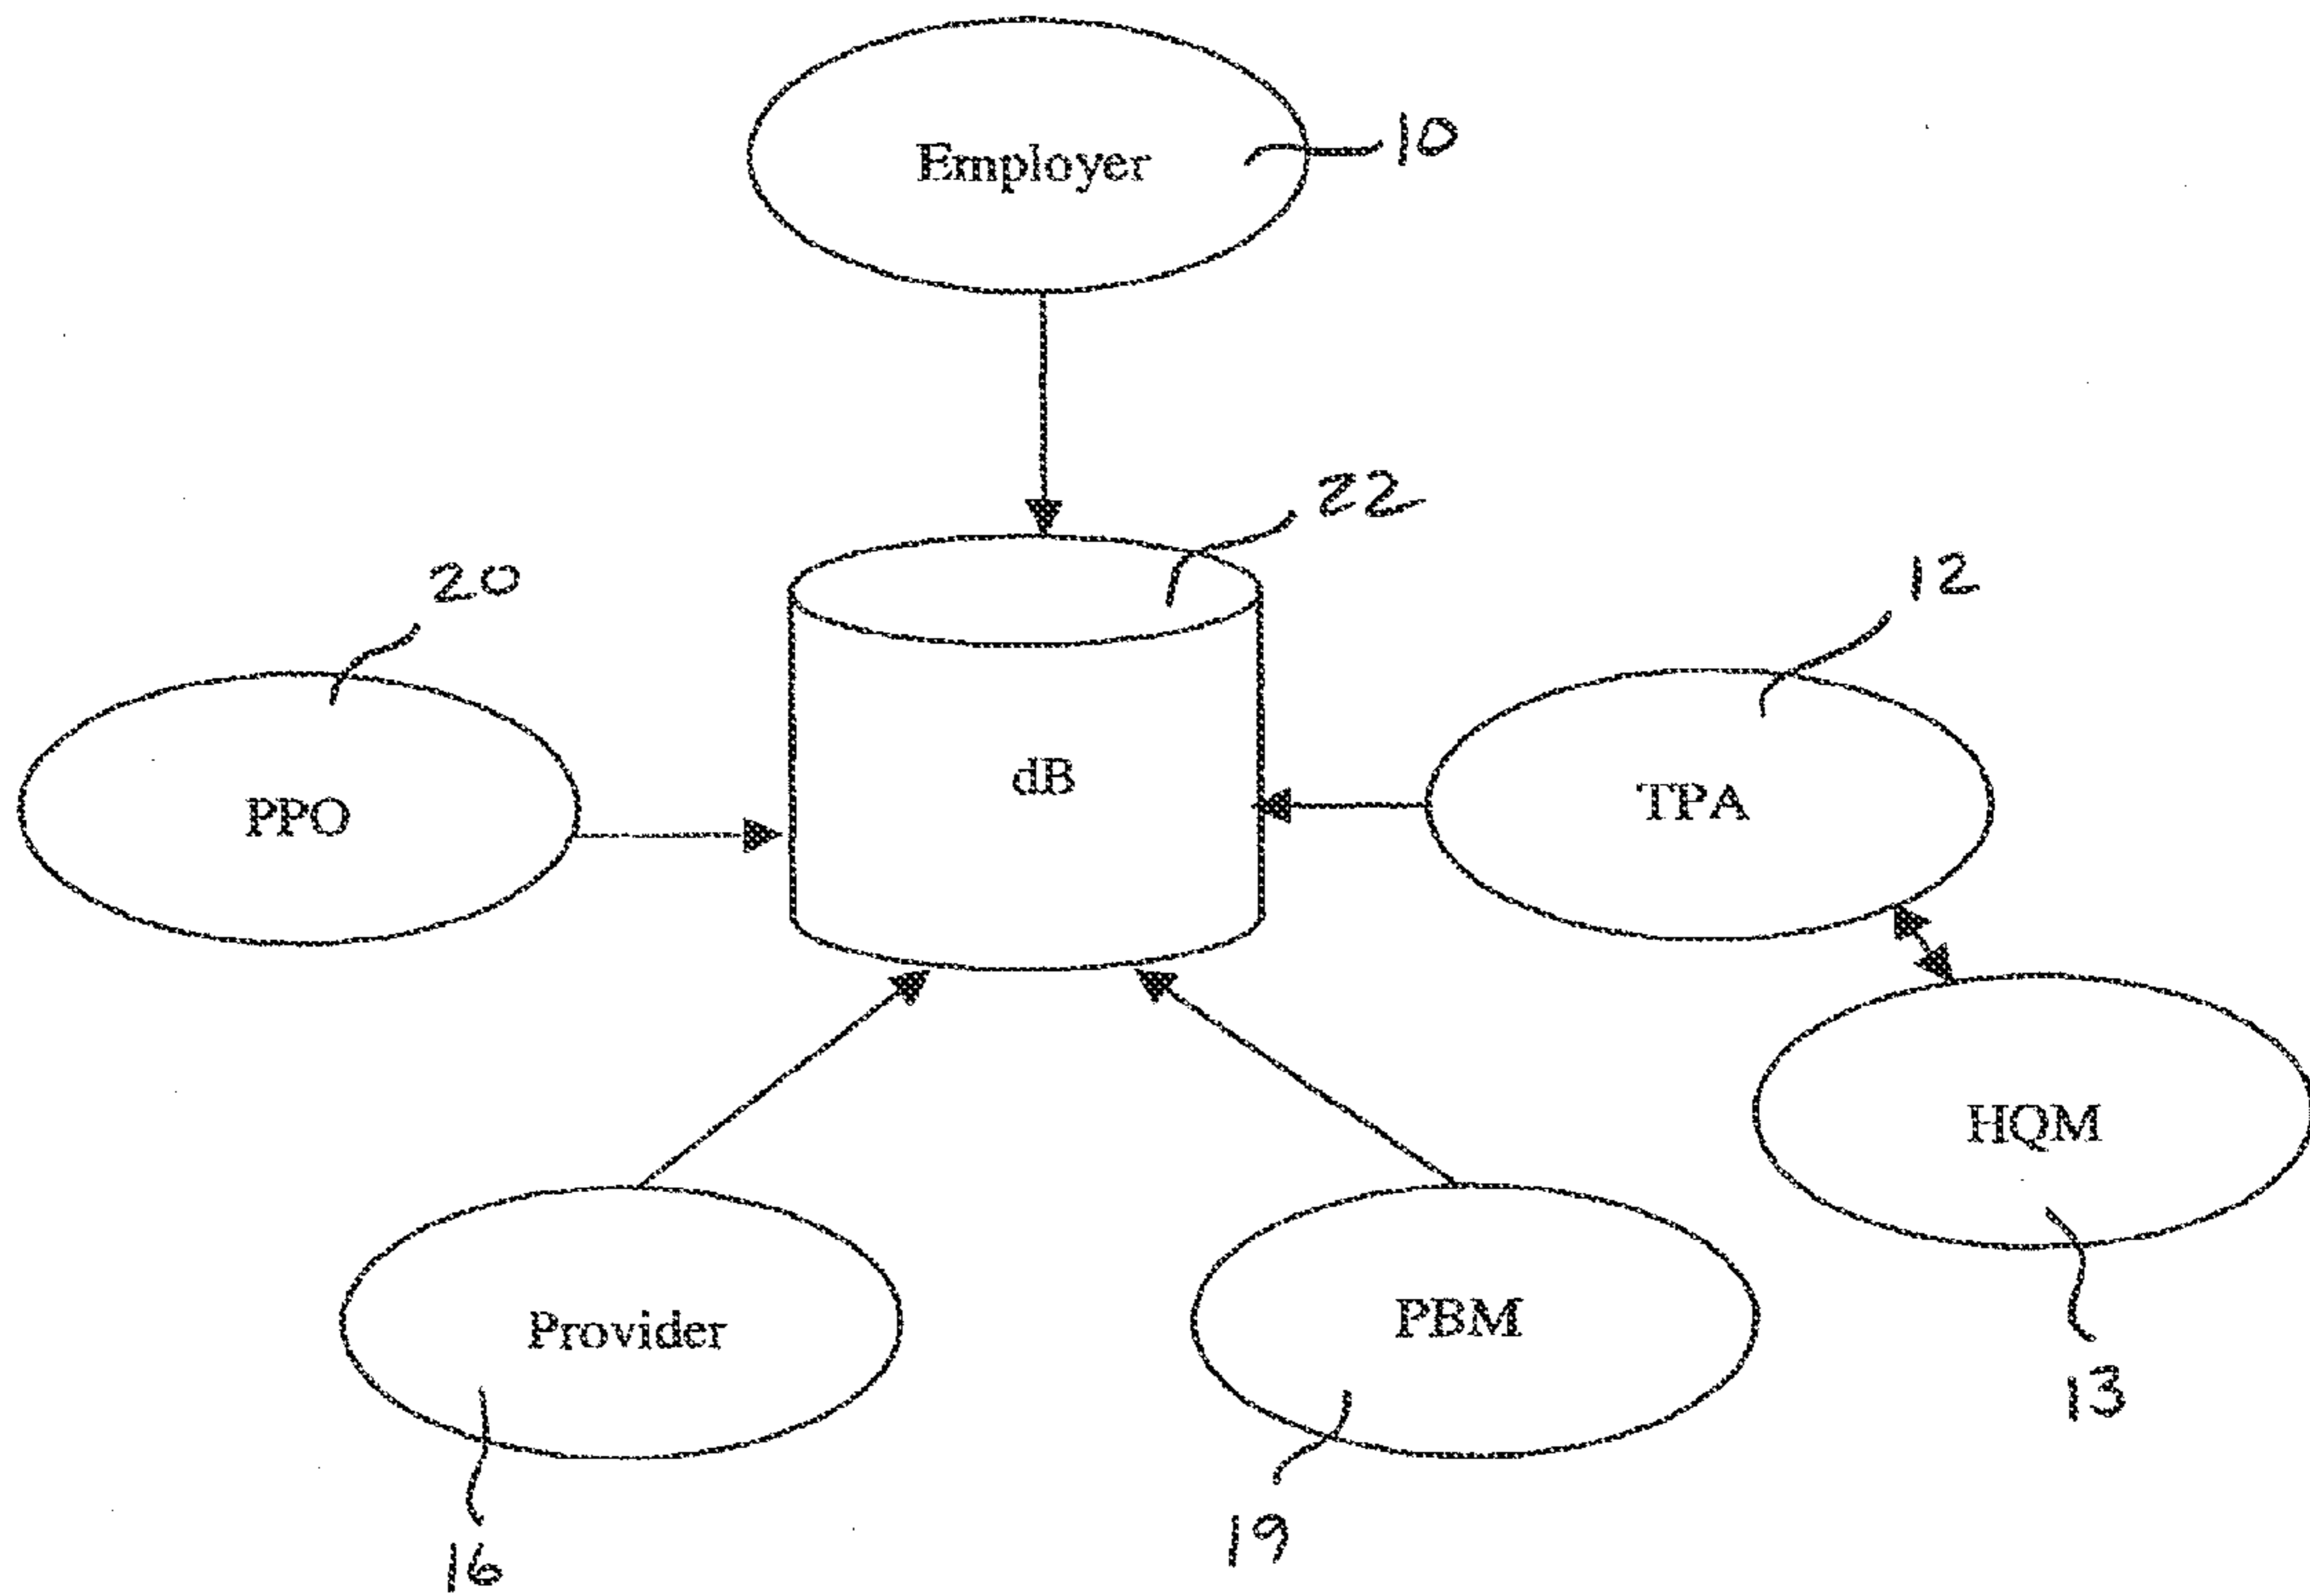 Employer
10
22
20
12
dB
TPA
PPO
HQM
Provider
PBM
13
19
16